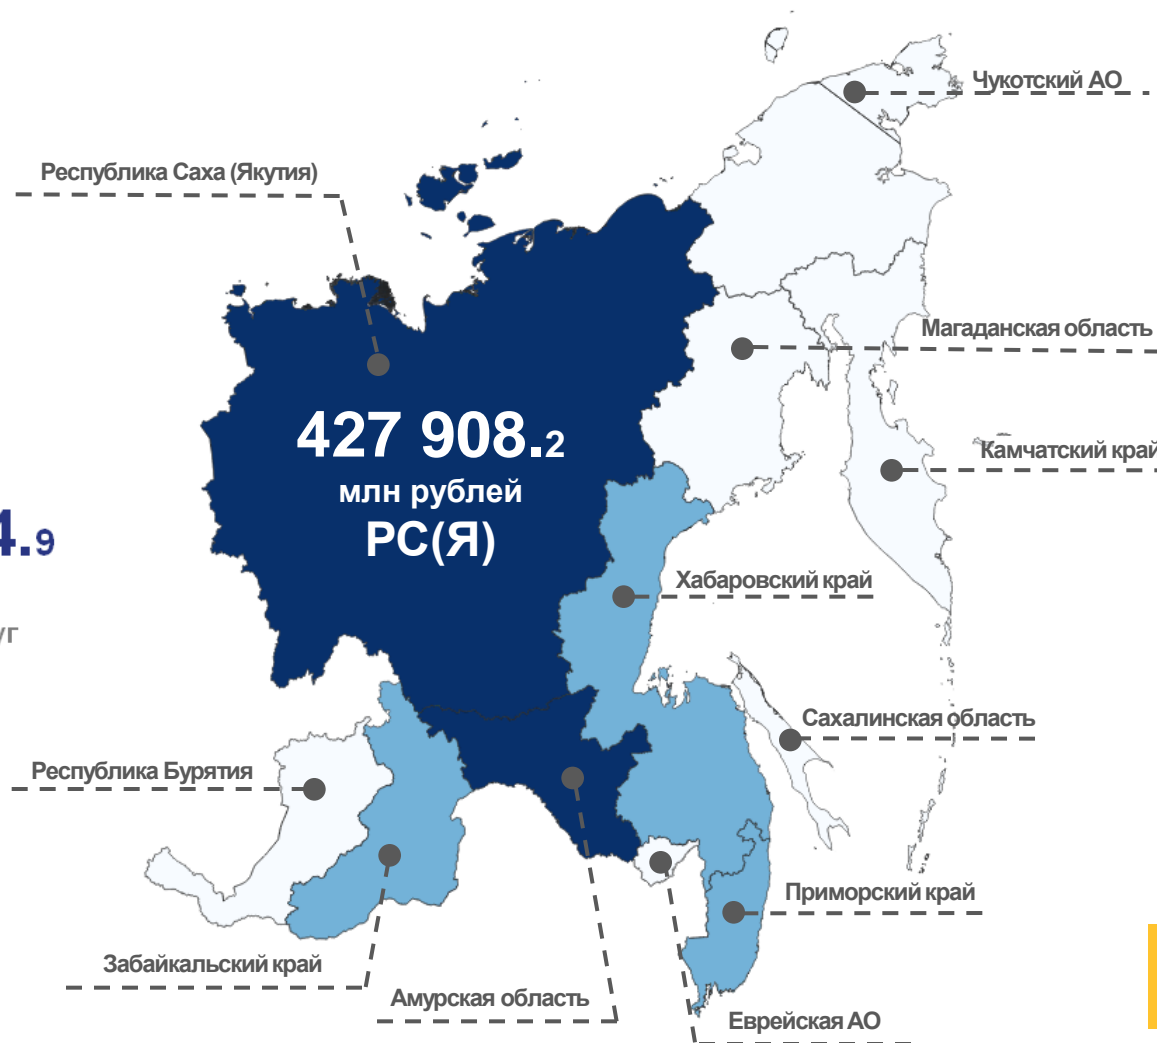 Чукотский АО
Республика Саха (Якутия)
Магаданская область
427 908.2
млн рублей
РС(Я)
Камчатский край
4.9
Хабаровский край
уг
Сахалинская область
Республика Бурятия
Приморский край
Забайкальский край
Амурская область
Еврейская АО